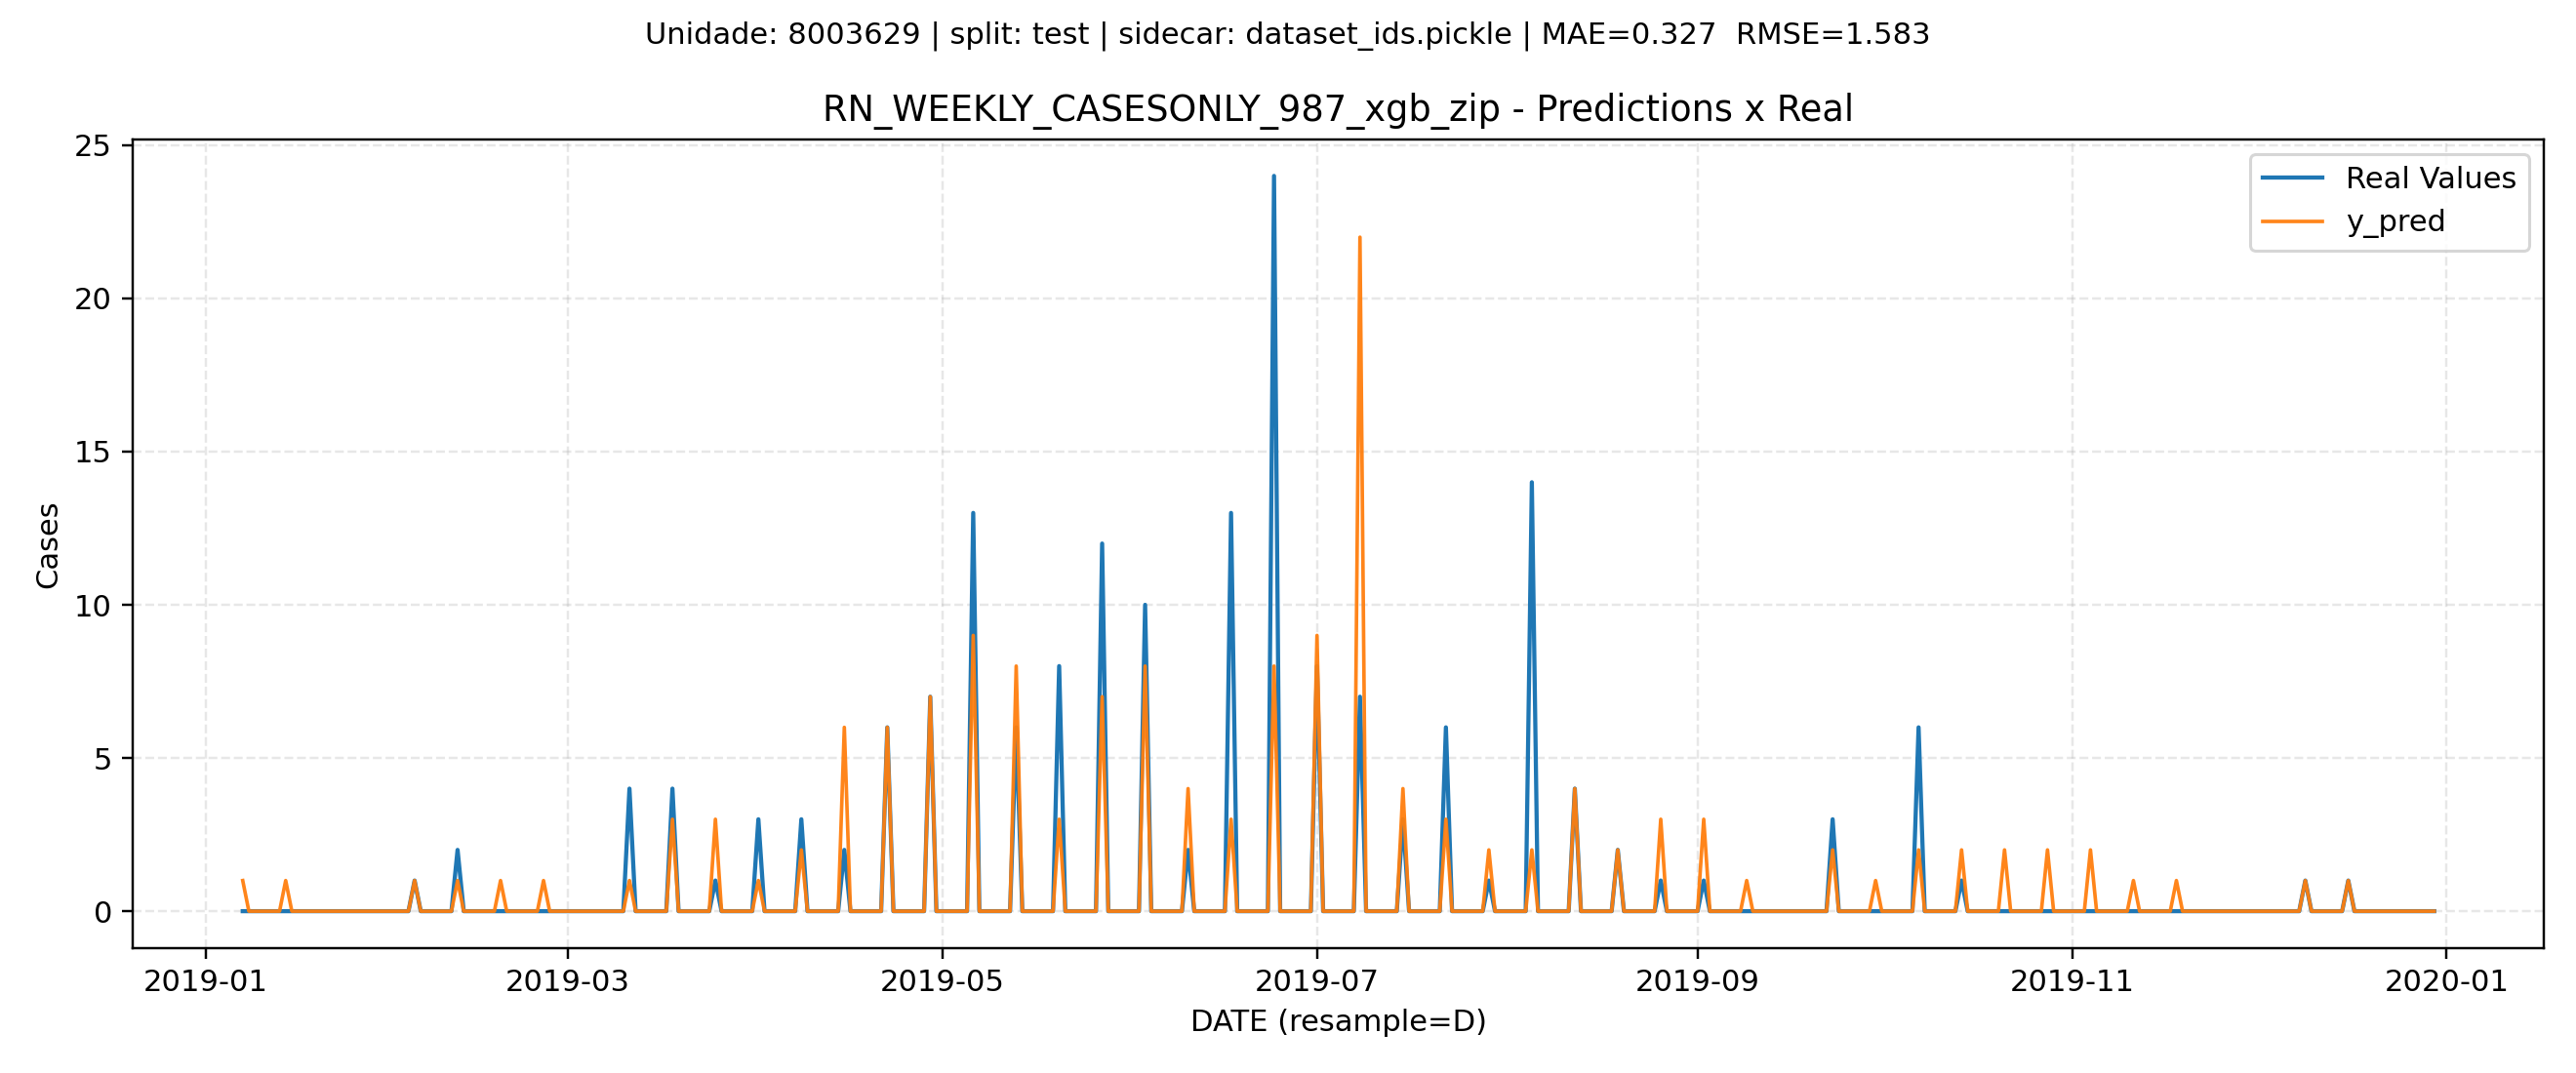 Unidade: 8003629 | split: test | sidecar: dataset_ids.pickle | MAE=0.327  RMSE=1.583
RN_WEEKLY_CASESONLY_987_xgb_zip - Predictions x Real
Real Values
y_pred
Cases
25
20
15
10
5
0
2019-01
2019-03
2019-05
2019-07
2019-09
2019-11
2020-01
DATE (resample=D)